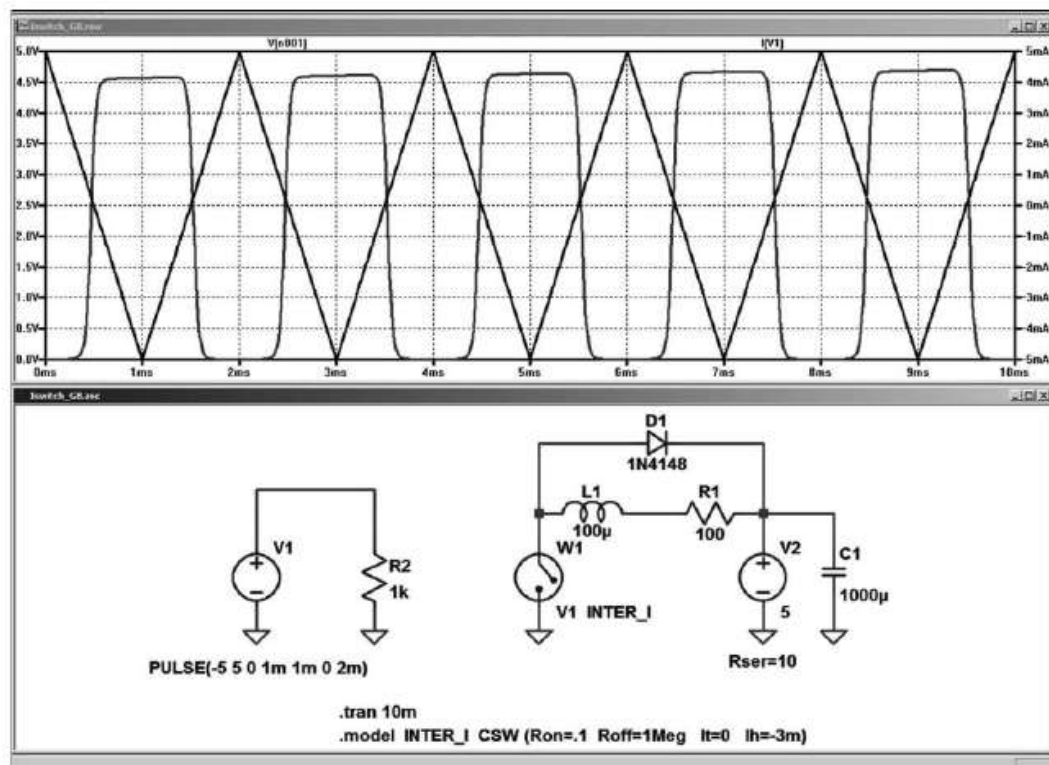 Iswitch_GB.raw
V[n001] I[V1]
5.0V 5mA
4.5V 4mA
4.0V 3mA
3.5V 2mA
3.0V 1mA
2.5V 0mA
2.0V -1mA
1.5V -2mA
1.0V -3mA
0.5V -4mA
0.0V -5mA
0ms 1ms 2ms 3ms 4ms 5ms 6ms 7ms 8ms 9ms 10ms
Iswitch_GB.asc
D1
1N4148
L1 R1
100µ 100
V1 W1 V2 C1
R2
1k 1000µ
V1 INTER_I 5
Rser=10
PULSE(-5 5 0 1m 1m 0 2m)
.tran 10m
.model INTER_I CSW (Ron=.1 Roff=1Meg It=0 Ih=-3m)